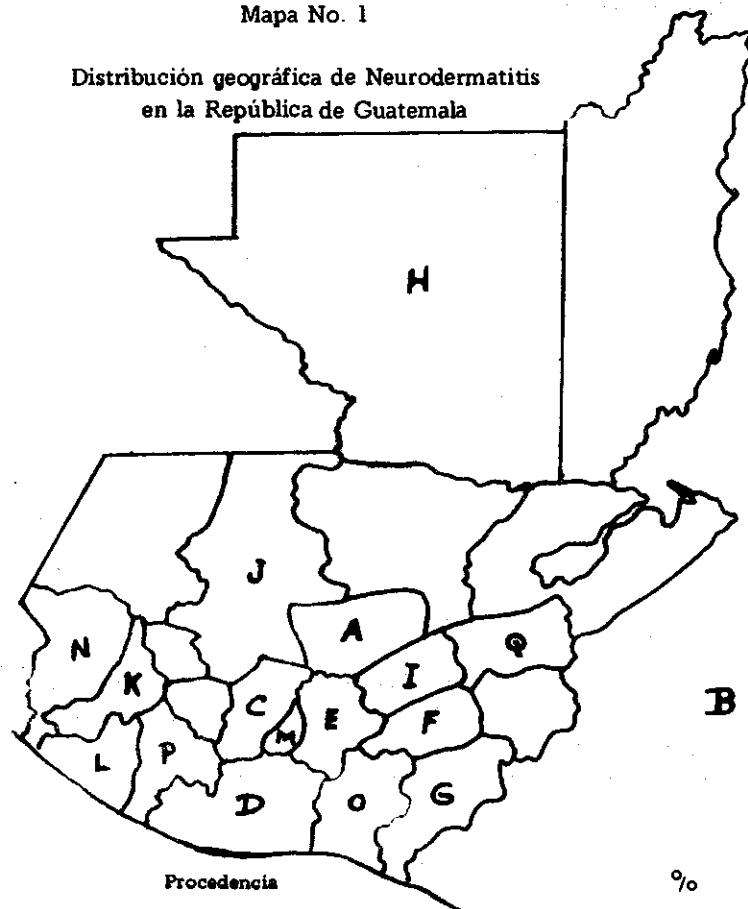 Mapa No. 1
Distribución geográfica de Neurodermatitis
en la República de Guatemala
H
J
A
N
Q
K
I
C
B
M
E
F
L
P
D
O
G
Procedencia %